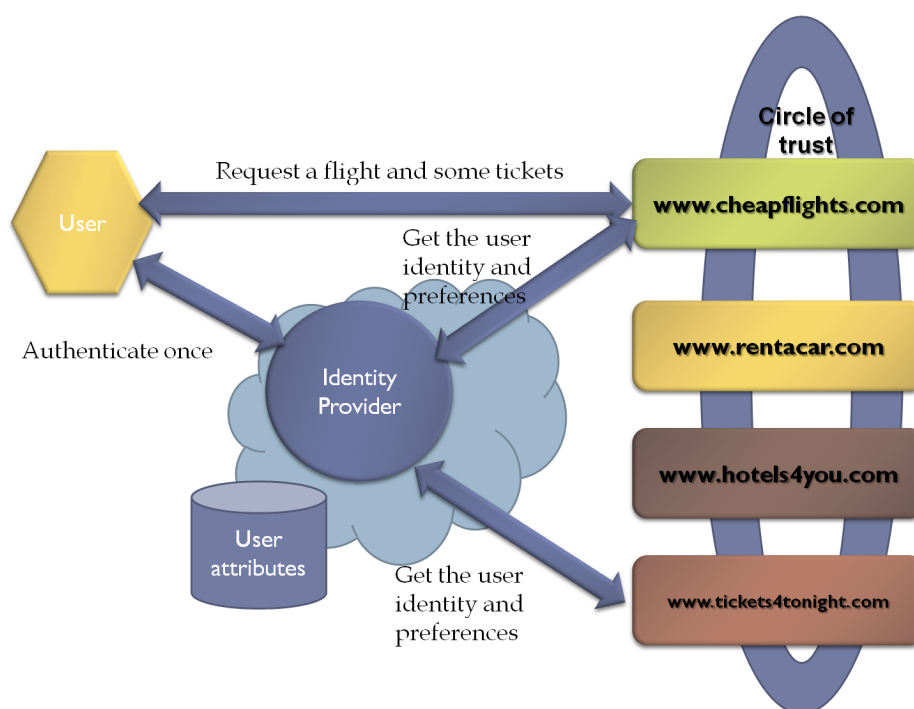 Circle of
trust
Request a flight and some tickets
www.cheapflights.com
User
Get the user
identity and
preferences
www.rentacar.com
Authenticate once
Identity
Provider
www.hotels4you.com
User
attributes
Get the user
identity and
preferences
www.tickets4tonight.com